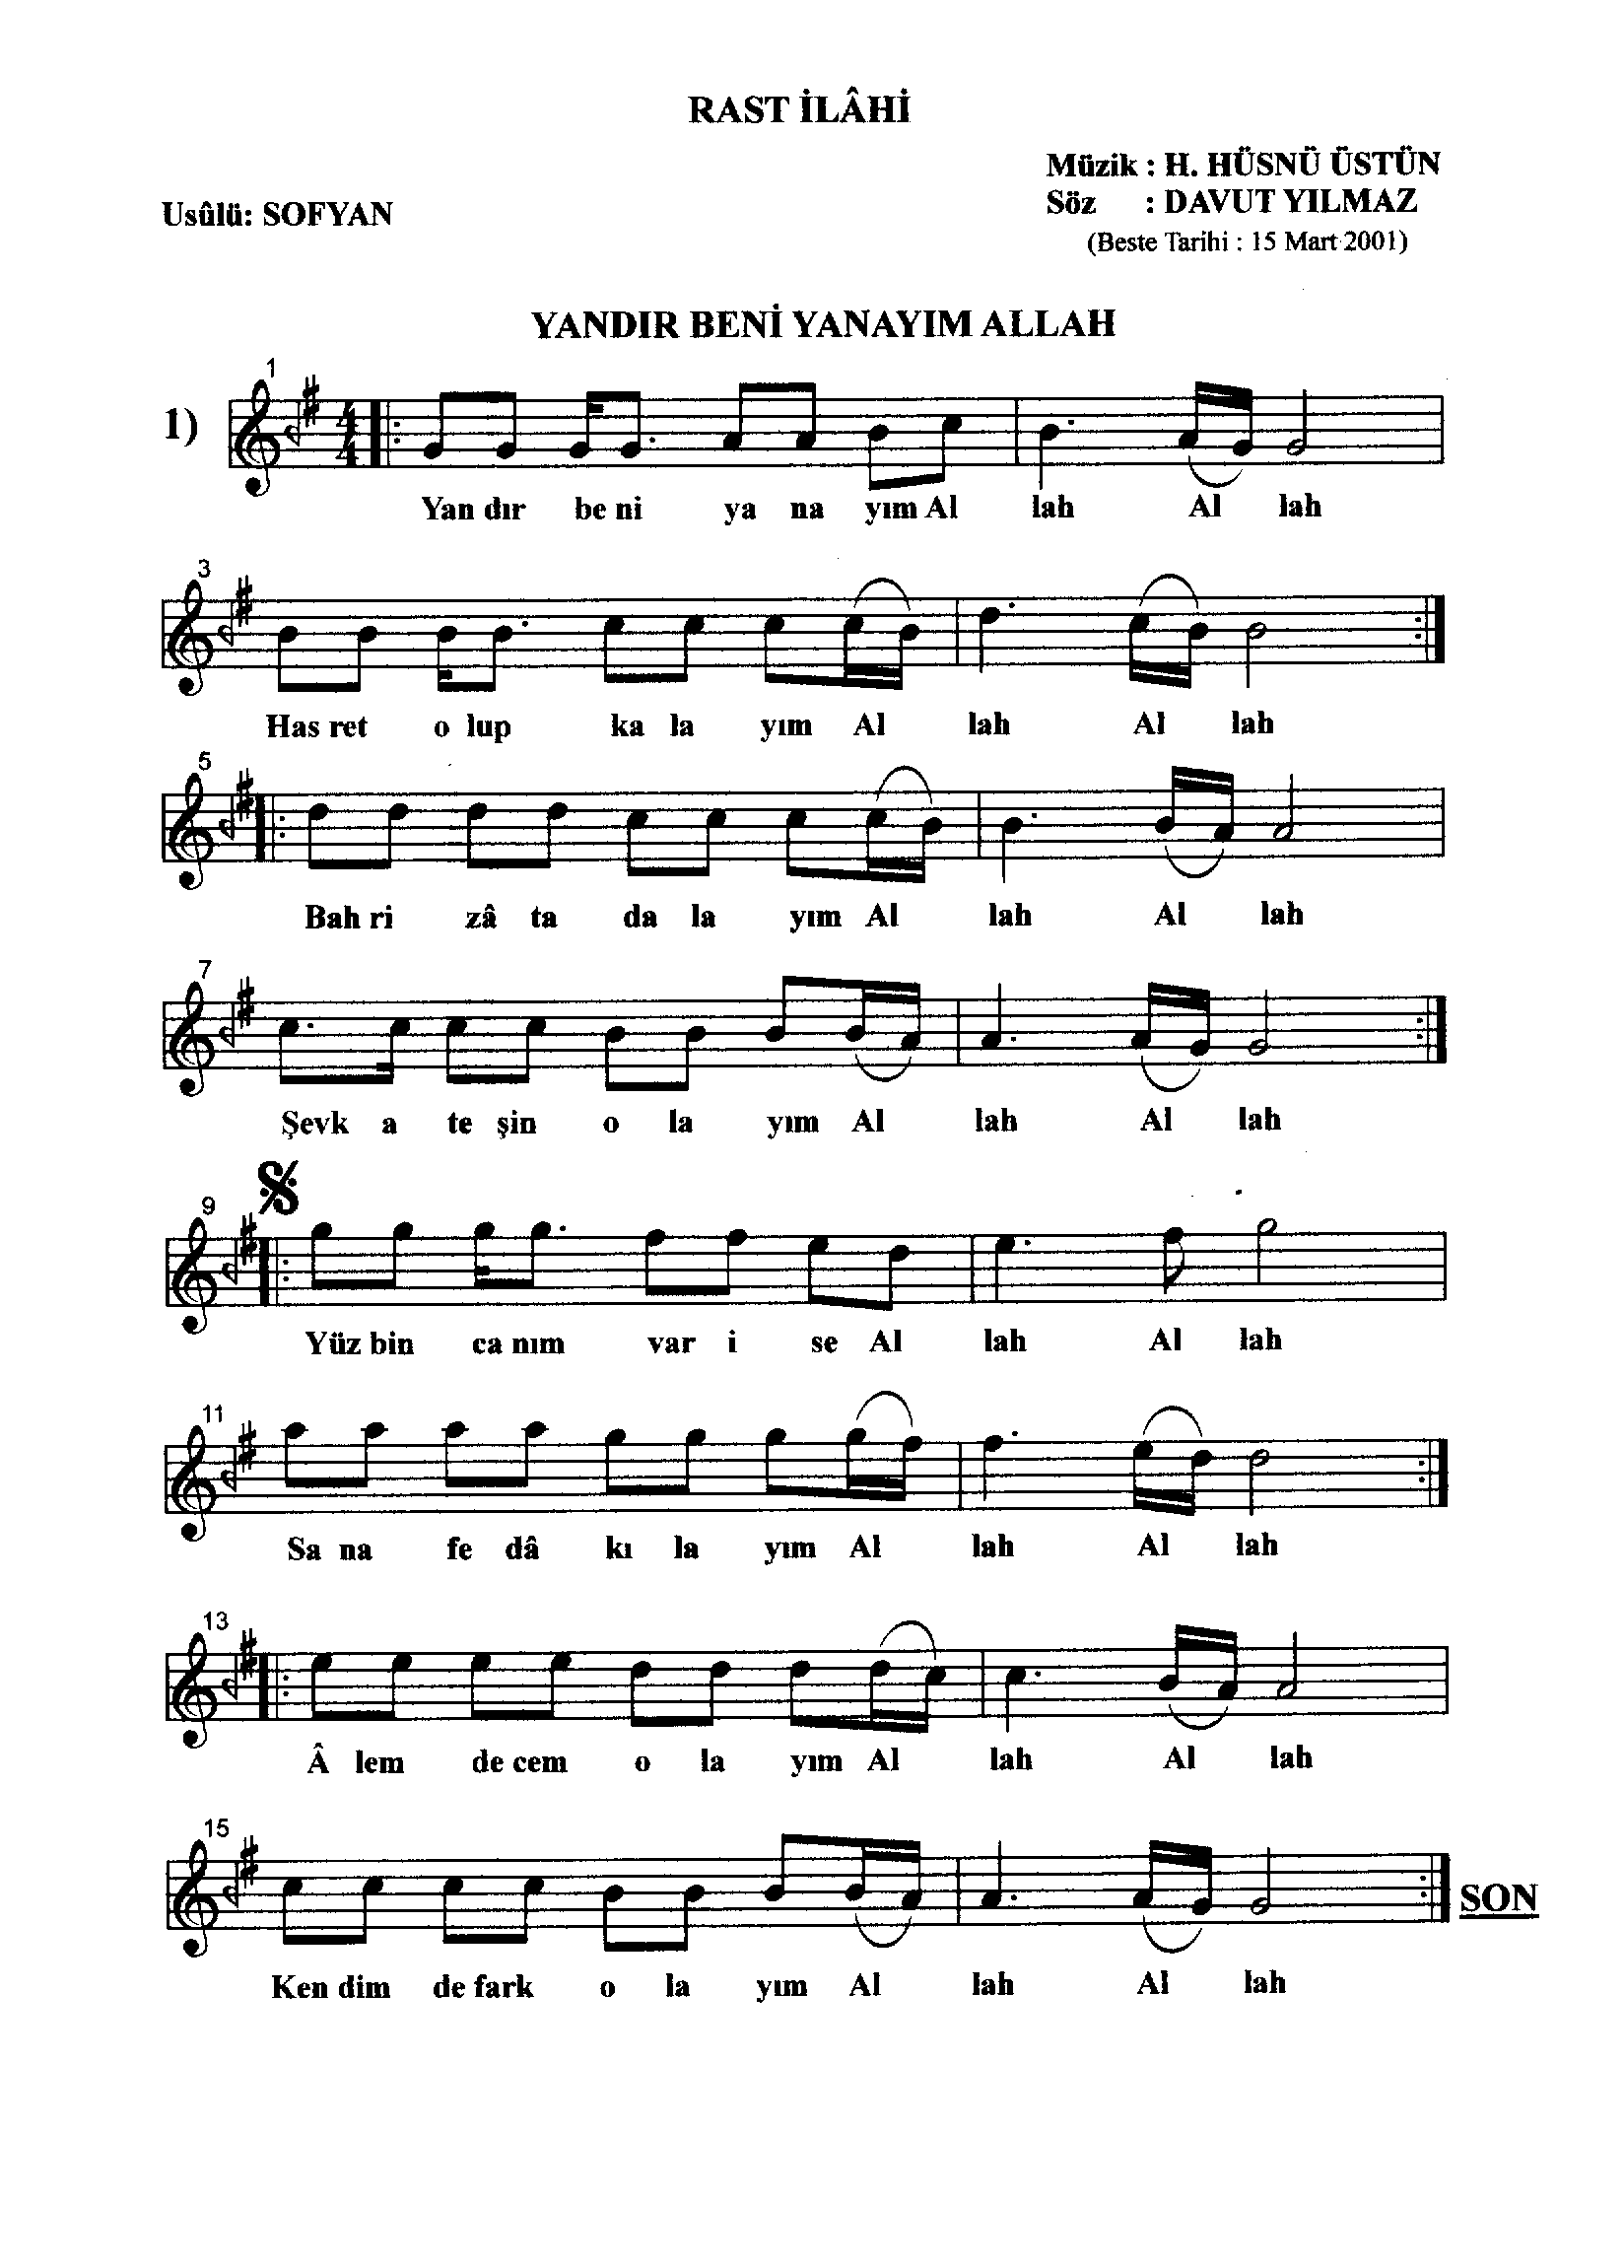 RAST İLÂHİ
Müzik : H. HÜSNÜ ÜSTÜN
Usûlü: SOFYAN
Söz : DAVUT YILMAZ
(Beste Tarihi : 15 Mart 2001)
YANDIR BENİ YANAYIM ALLAH
1
1) 4/4
Yan dır be ni ya na yım Al lah Al lah
3
Has ret o lup ka la yım Al lah Al lah
5
Bah ri zâ ta da la yım Al lah Al lah
7
Şevk a te şin o la yım Al lah Al lah
9
Yüz bin ca nım var i se Al lah Al lah
11
Sa na fe dâ kı la yım Al lah Al lah
13
 lem de cem o la yım Al lah Al lah
15
SON
Ken dim de fark o la yım Al lah Al lah